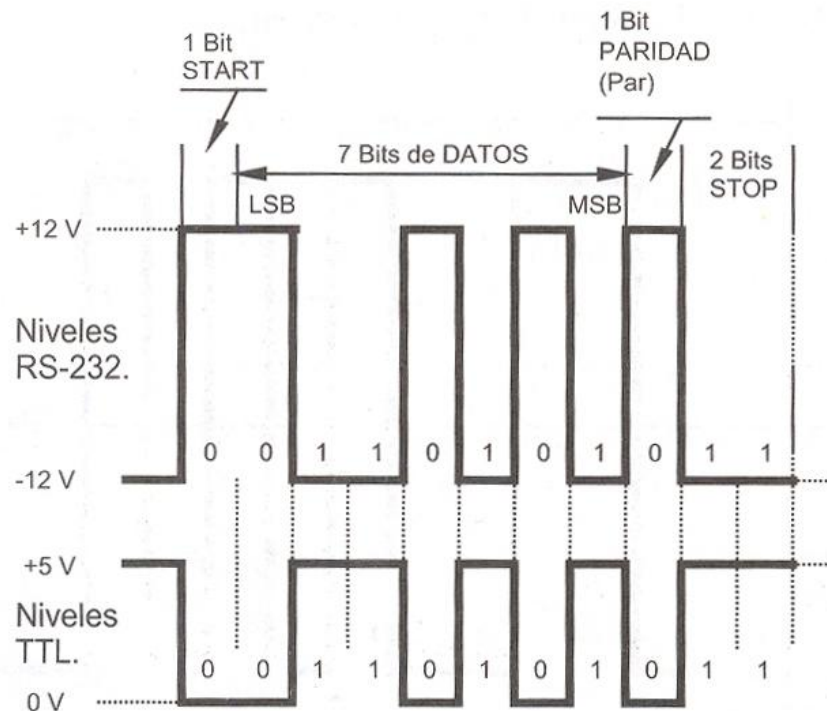 1 Bit
START
1 Bit
PARIDAD
(Par)
7 Bits de DATOS
2 Bits
STOP
LSB
MSB
+12 V
Niveles
RS-232.
0 0 1 1 0 1 0 1 0 1 1
-12 V
+5 V
Niveles
TTL.
0 0 1 1 0 1 0 1 0 1 1
0 V